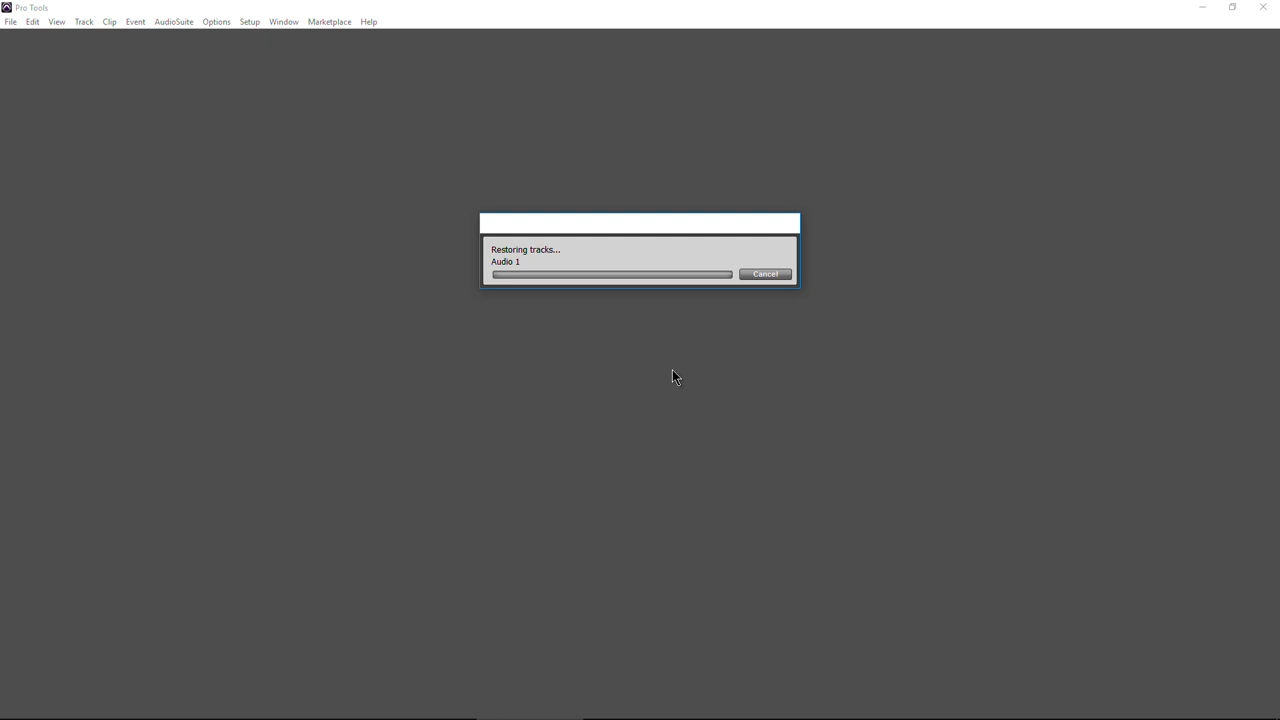 Pro Tools
File Edit View Track Clip Event AudioSuite Options Setup Window Marketplace Help
Restoring tracks...
Audio 1
Cancel